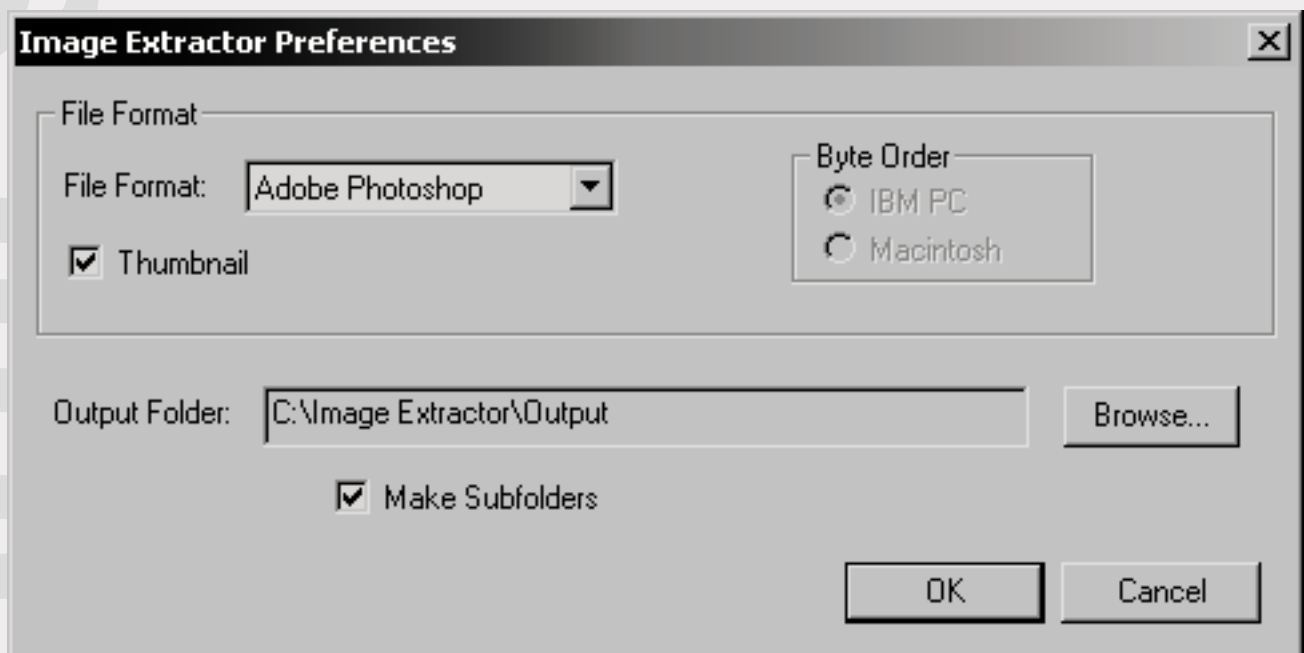 Image Extractor Preferences
File Format
File Format:
Adobe Photoshop
Thumbnail
Byte Order
IBM PC
Macintosh
Output Folder:
C:\Image Extractor\Output
Browse...
Make Subfolders
OK
Cancel